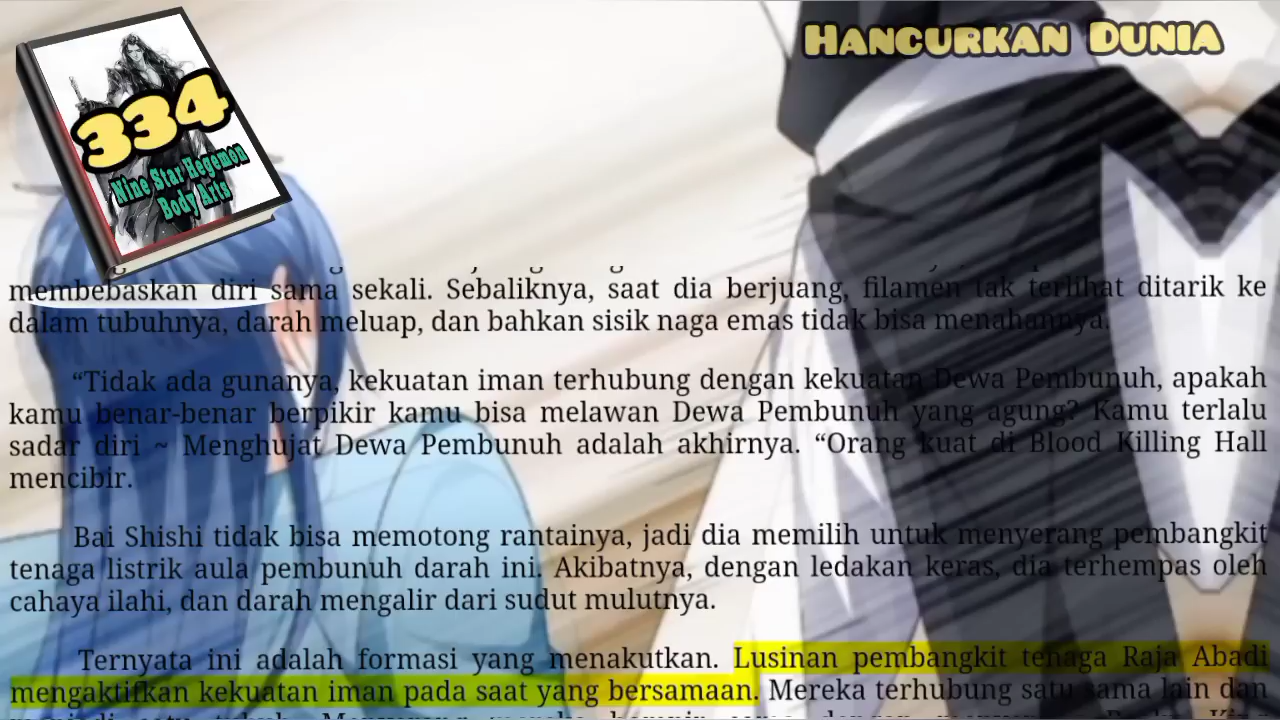 HANCURKAN DUNIA
334
Nine Star Hegemon
Body Arts
membebaskan diri sama sekali. Sebaliknya, saat dia berjuang, filamen tak terlihat ditarik ke
dalam tubuhnya, darah meluap, dan bahkan sisik naga emas tidak bisa menahannya.
“Tidak ada gunanya, kekuatan iman terhubung dengan kekuatan Dewa Pembunuh, apakah
kamu benar-benar berpikir kamu bisa melawan Dewa Pembunuh yang agung? Kamu terlalu
sadar diri ~ Menghujat Dewa Pembunuh adalah akhirnya. “Orang kuat di Blood Killing Hall
mencibir.
Bai Shishi tidak bisa memotong rantainya, jadi dia memilih untuk menyerang pembangkit
tenaga listrik aula pembunuh darah ini. Akibatnya, dengan ledakan keras, dia terhempas oleh
cahaya ilahi, dan darah mengalir dari sudut mulutnya.
Ternyata ini adalah formasi yang menakutkan. Lusinan pembangkit tenaga Raja Abadi
mengaktifkan kekuatan iman pada saat yang bersamaan. Mereka terhubung satu sama lain dan